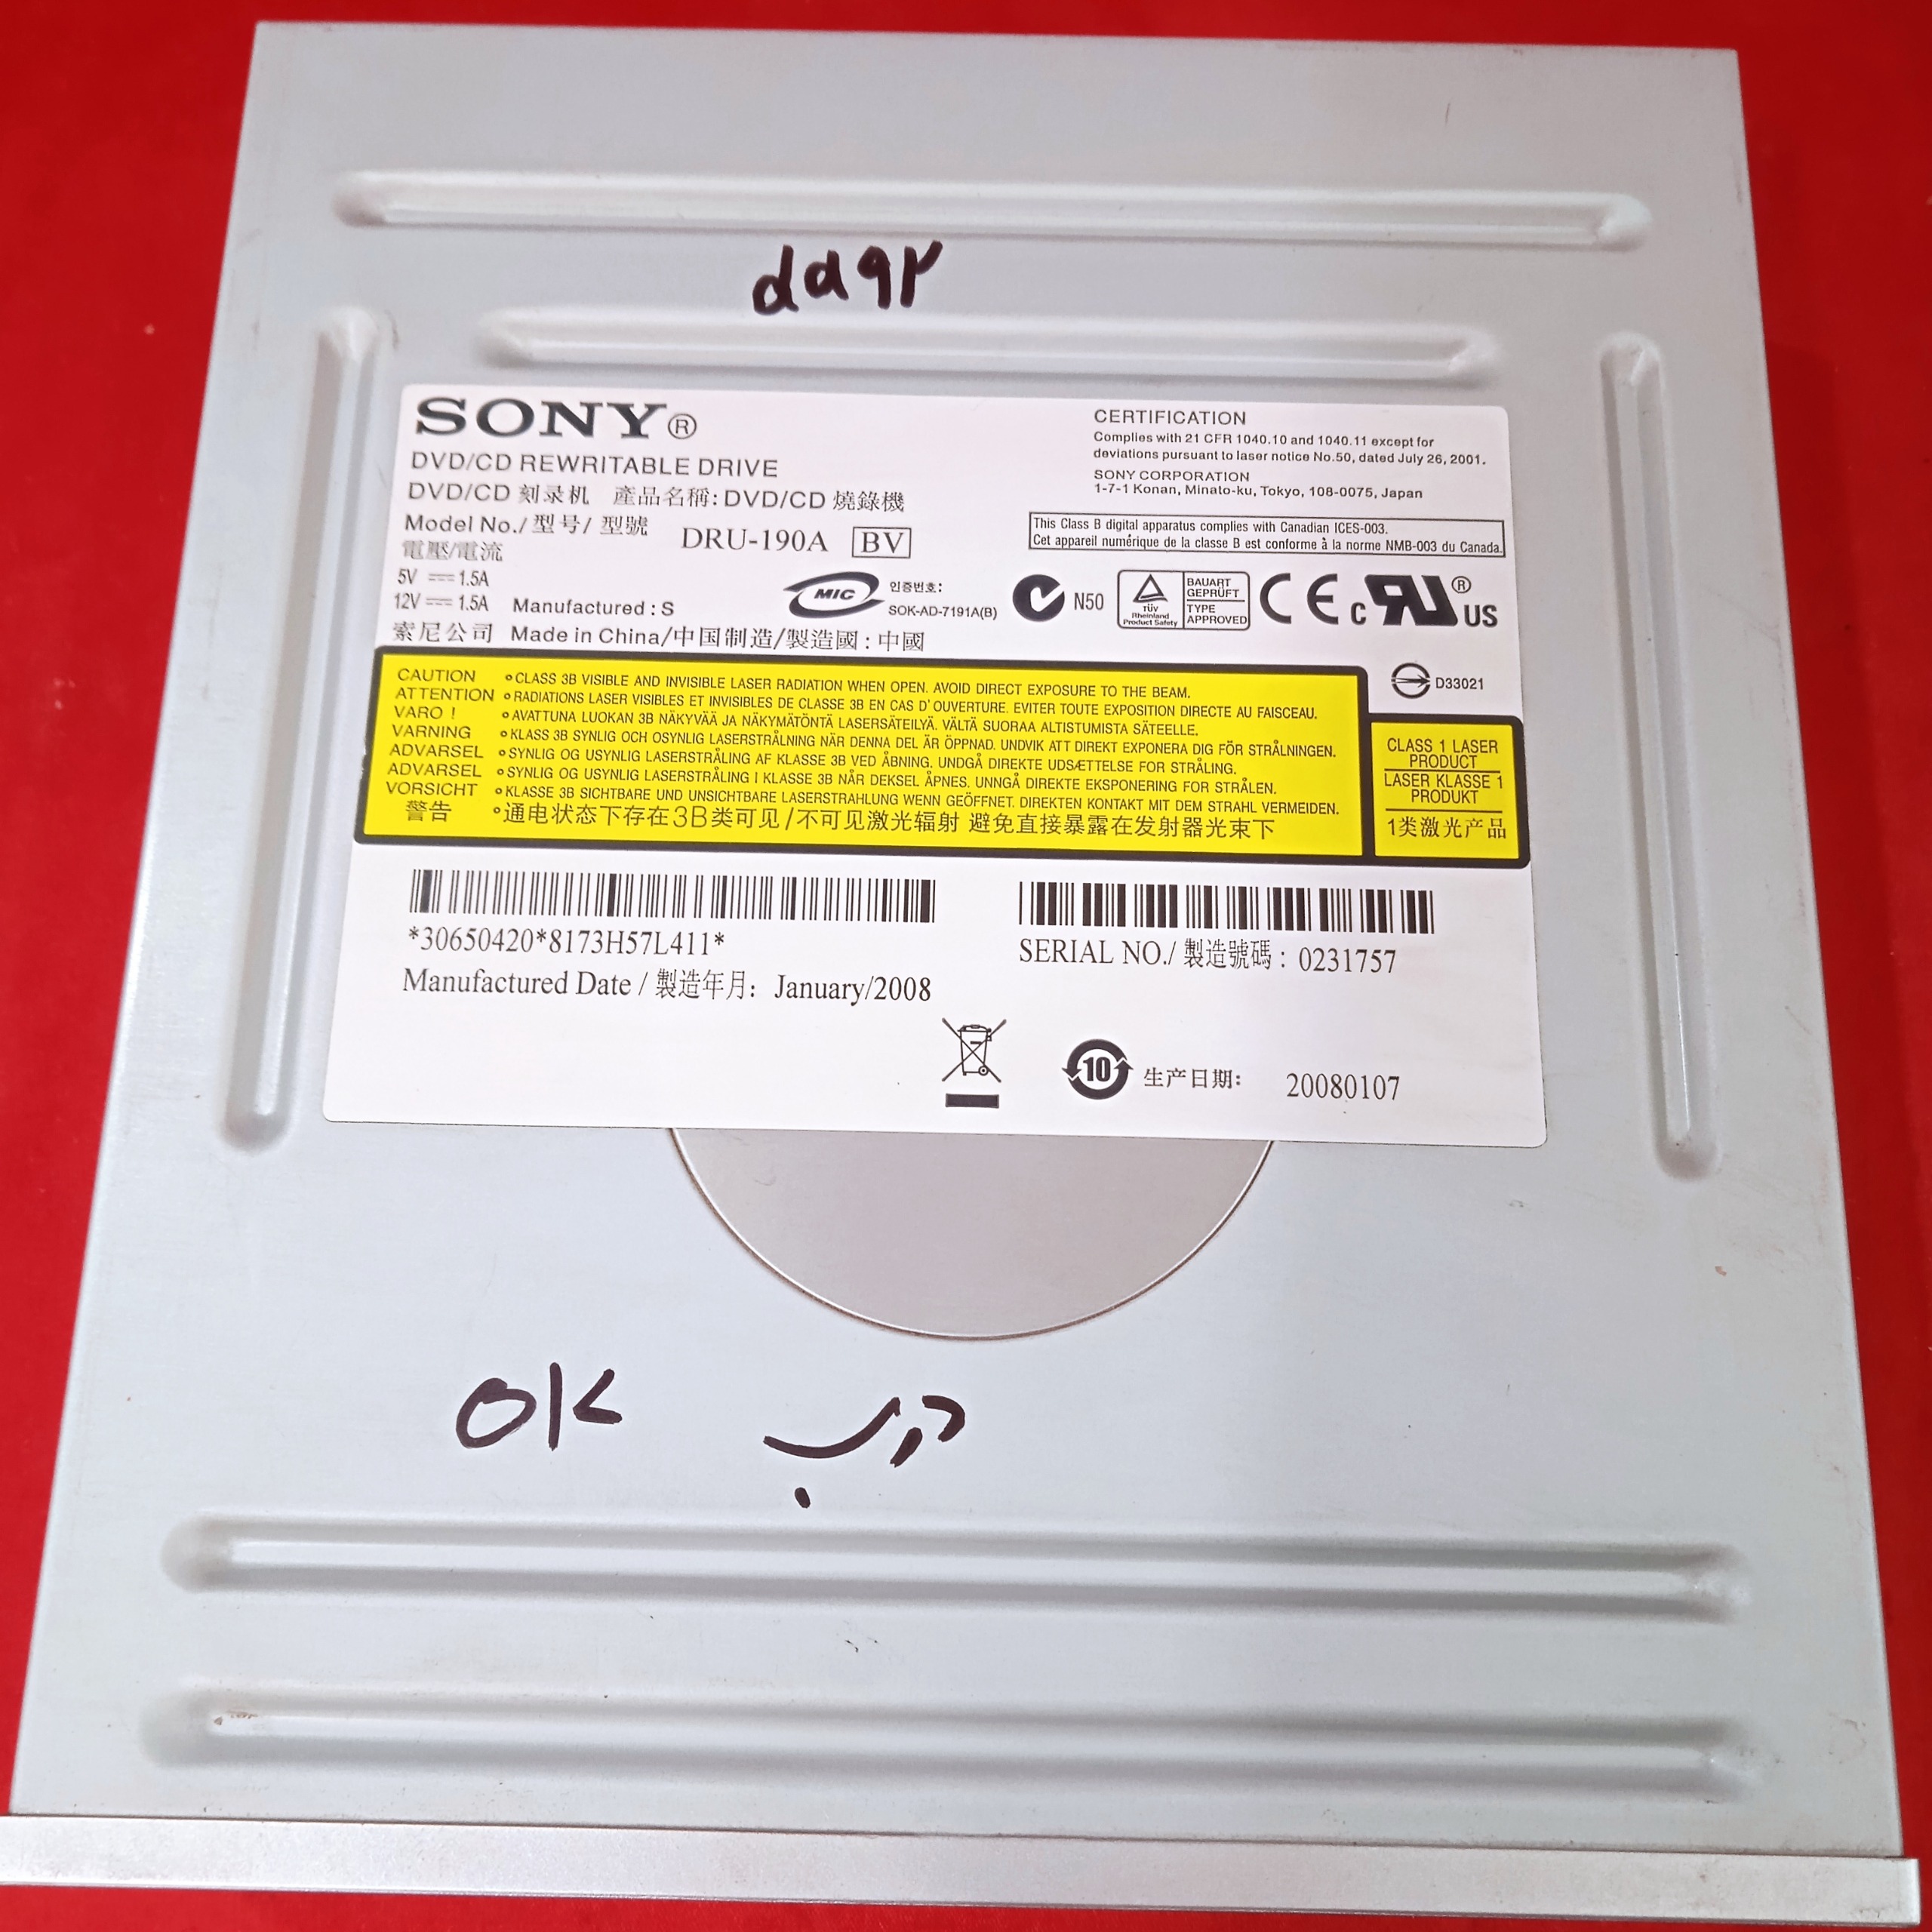 daqp
SONY®
DVD/CD REWRITABLE DRIVE
DVD/CD 刻录机 產品名稱: DVD/CD 燒錄機
Model No./ 型号/ 型號 DRU-190A BV
電壓/電流
5V ⎓ 1.5A
12V ⎓ 1.5A Manufactured : S
索尼公司 Made in China/中国制造/製造國 : 中國
CERTIFICATION
Complies with 21 CFR 1040.10 and 1040.11 except for
deviations pursuant to laser notice No.50, dated July 26, 2001.
SONY CORPORATION
1-7-1 Konan, Minato-ku, Tokyo, 108-0075, Japan
This Class B digital apparatus complies with Canadian ICES-003.
Cet appareil numérique de la classe B est conforme à la norme NMB-003 du Canada.
MIC 인증번호:
SOK-AD-7191A(B)
N50
TÜV
Rheinland
Product Safety
BAUART
GEPRÜFT
TYPE
APPROVED
CE
c RU ® US
D33021
CAUTION ∘CLASS 3B VISIBLE AND INVISIBLE LASER RADIATION WHEN OPEN. AVOID DIRECT EXPOSURE TO THE BEAM.
ATTENTION ∘RADIATIONS LASER VISIBLES ET INVISIBLES DE CLASSE 3B EN CAS D' OUVERTURE. EVITER TOUTE EXPOSITION DIRECTE AU FAISCEAU.
VARO ! ∘AVATTUNA LUOKAN 3B NÄKYVÄÄ JA NÄKYMÄTÖNTÄ LASERSÄTEILYÄ. VÄLTÄ SUORAA ALTISTUMISTA SÄTEELLE.
VARNING ∘KLASS 3B SYNLIG OCH OSYNLIG LASERSTRÅLNING NÄR DENNA DEL ÄR ÖPPNAD. UNDVIK ATT DIREKT EXPONERA DIG FÖR STRÅLNINGEN.
ADVARSEL ∘SYNLIG OG USYNLIG LASERSTRÅLING AF KLASSE 3B VED ÅBNING. UNDGÅ DIREKTE UDSÆTTELSE FOR STRÅLING.
ADVARSEL ∘SYNLIG OG USYNLIG LASERSTRÅLING I KLASSE 3B NÅR DEKSEL ÅPNES. UNNGÅ DIREKTE EKSPONERING FOR STRÅLEN.
VORSICHT ∘KLASSE 3B SICHTBARE UND UNSICHTBARE LASERSTRAHLUNG WENN GEÖFFNET. DIREKTEN KONTAKT MIT DEM STRAHL VERMEIDEN.
警告 ∘通电状态下存在3B类可见/不可见激光辐射 避免直接暴露在发射器光束下
CLASS 1 LASER
PRODUCT
LASER KLASSE 1
PRODUKT
1类激光产品
*30650420*8173H57L411*
Manufactured Date / 製造年月: January/2008
SERIAL NO./ 製造號碼 : 0231757
10 生产日期: 20080107
OK